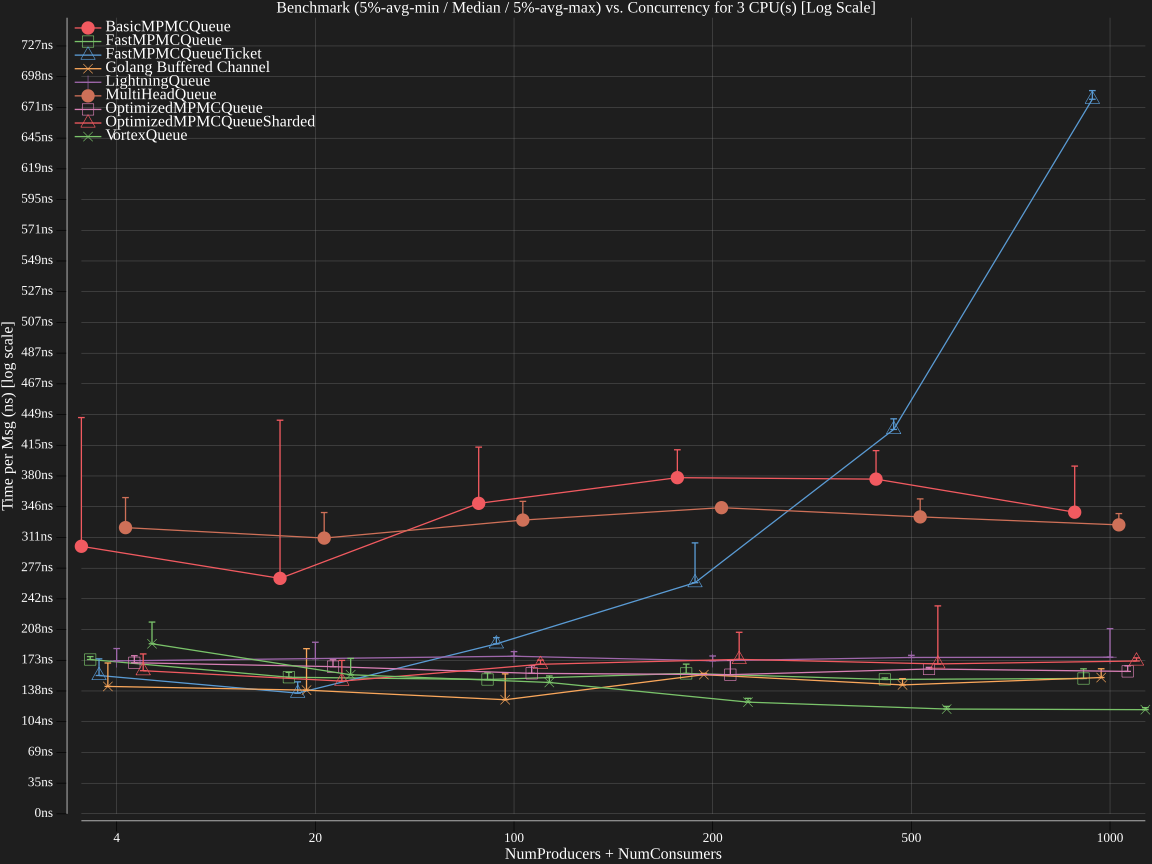 Benchmark (5%-avg-min / Median / 5%-avg-max) vs. Concurrency for 3 CPU(s) [Log Scale]
BasicMPMCQueue
FastMPMCQueue
FastMPMCQueueTicket
Golang Buffered Channel
LightningQueue
MultiHeadQueue
OptimizedMPMCQueue
OptimizedMPMCQueueSharded
VortexQueue
Time per Msg (ns) [log scale]
727ns
698ns
671ns
645ns
619ns
595ns
571ns
549ns
527ns
507ns
487ns
467ns
449ns
415ns
380ns
346ns
311ns
277ns
242ns
208ns
173ns
138ns
104ns
69ns
35ns
0ns
4 20 100 200 500 1000
NumProducers + NumConsumers